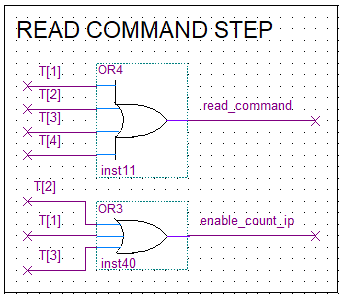 READ COMMAND STEP
T[1]
OR4
T[2]
T[3]
T[4]
read_command
inst11
T[2]
OR3
T[1]
enable_count_ip
T[3]
inst40